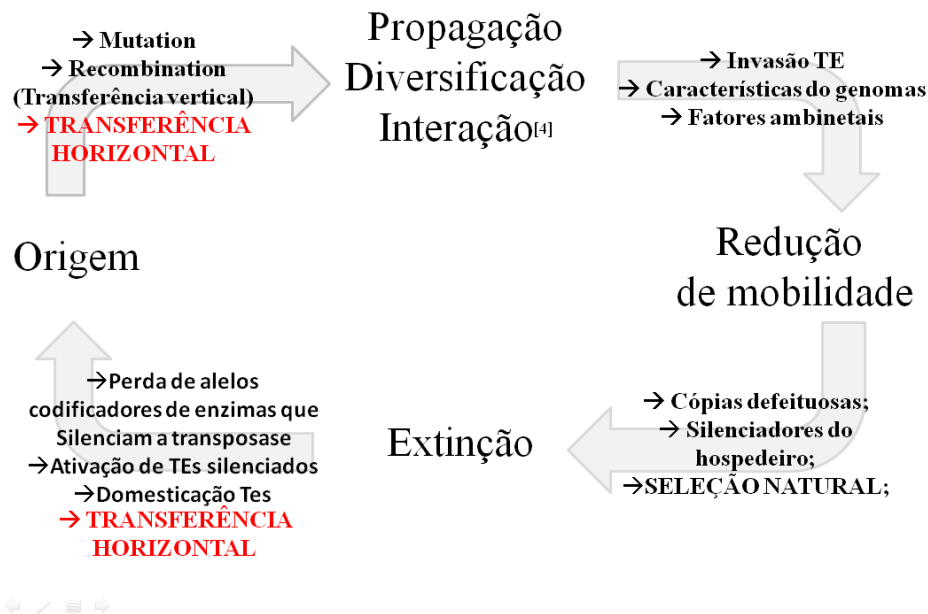 → Mutation
→ Recombination
(Transferência vertical)
→ TRANSFERÊNCIA
HORIZONTAL
Propagação
Diversificação
Interação[4]
→ Invasão TE
→ Características do genomas
→ Fatores ambinetais
Origem
Redução
de mobilidade
→Perda de alelos
codificadores de enzimas que
Silenciam a transposase
→Ativação de TEs silenciados
→Domesticação Tes
→ TRANSFERÊNCIA
HORIZONTAL
Extinção
→ Cópias defeituosas;
→ Silenciadores do
hospedeiro;
→SELEÇÃO NATURAL;